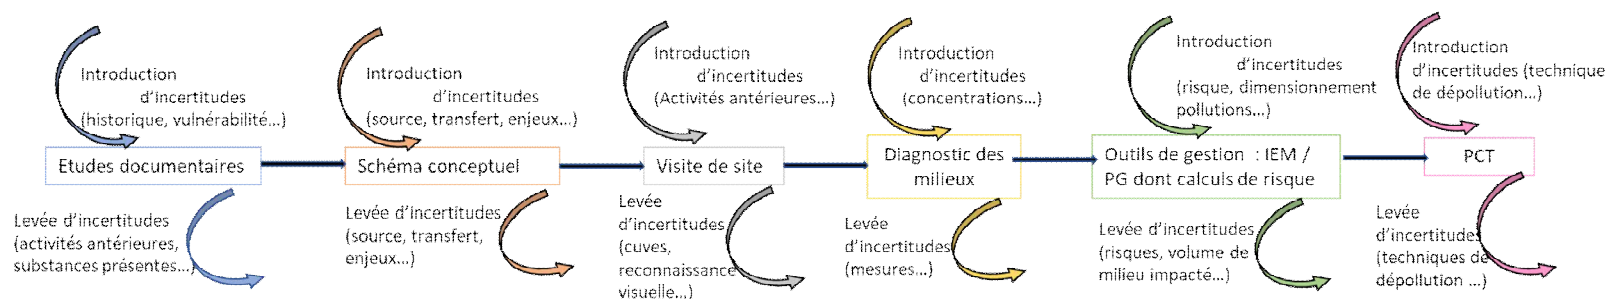 Introduction
d'incertitudes
(historique, vulnérabilité...)
Etudes documentaires
Levée d'incertitudes
(activités antérieures,
substances présentes...)
Introduction
d'incertitudes
(source, transfert, enjeux...)
Schéma conceptuel
Levée d'incertitudes
(source, transfert,
enjeux...)
Introduction
d'incertitudes
(Activités antérieures...)
Visite de site
Levée
d'incertitudes
(cuves,
reconnaissance
visuelle...)
Introduction
d'incertitudes
(concentrations...)
Diagnostic des
milieux
Levée
d'incertitudes
(mesures...)
Introduction
d'incertitudes
(risque, dimensionnement
pollutions...)
Outils de gestion : IEM /
PG dont calculs de risque
Levée d'incertitudes
(risques, volume de
milieu impacté...)
Introduction
d'incertitudes (technique
de dépollution...)
PCT
Levée
d'incertitudes
(techniques de
dépollution ...)